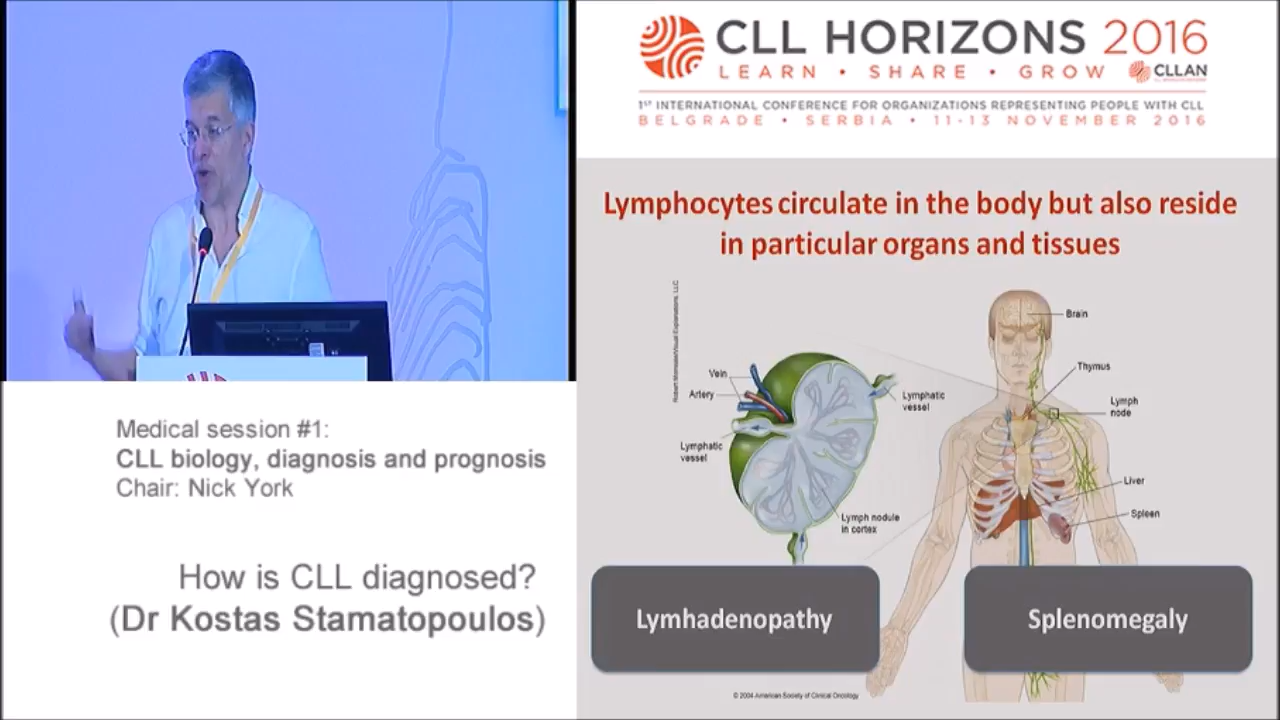 CLL HORIZONS 2016
LEARN • SHARE • GROW
CLLAN
1ST INTERNATIONAL CONFERENCE FOR ORGANIZATIONS REPRESENTING PEOPLE WITH CLL
BELGRADE • SERBIA • 11-13 NOVEMBER 2016
Lymphocytes circulate in the body but also reside
in particular organs and tissues
Vein
Artery
Lymphatic
vessel
Lymphatic
vessel
Lymph nodule
in cortex
Brain
Thymus
Lymph
node
Liver
Spleen
Lymhadenopathy
Splenomegaly
© 2004 American Society of Clinical Oncology
Medical session #1:
CLL biology, diagnosis and prognosis
Chair: Nick York
How is CLL diagnosed?
(Dr Kostas Stamatopoulos)